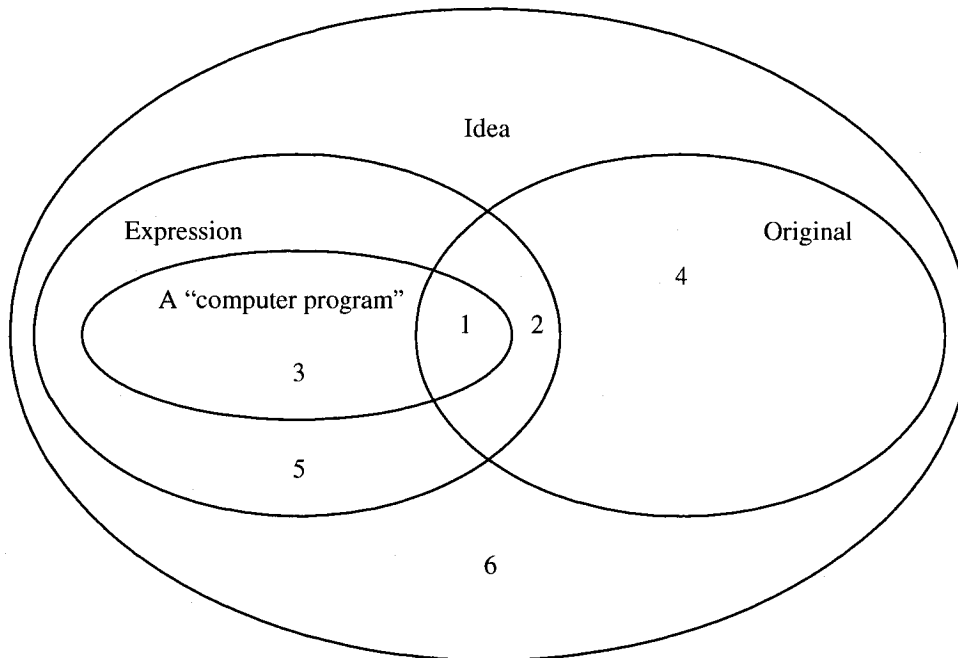 Idea
Expression
Original
4
A “computer program”
1
2
3
5
6